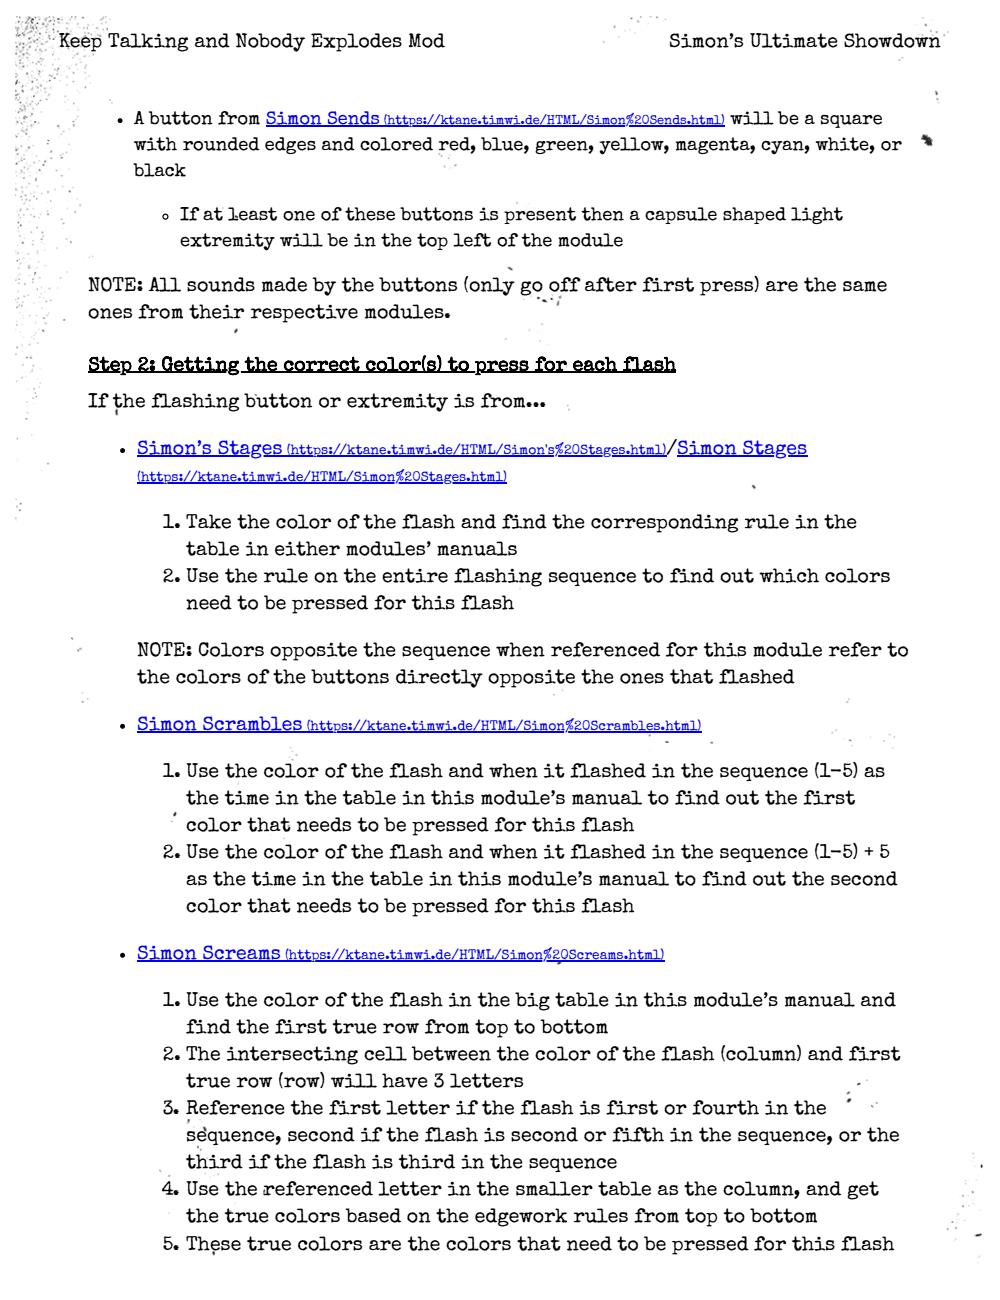 Keep Talking and Nobody Explodes Mod
Simon's Ultimate Showdown
• A button from Simon Sends (https://ktane.timwi.de/HTML/Simon%20Sends.html) will be a square
with rounded edges and colored red, blue, green, yellow, magenta, cyan, white, or
black
◦ If at least one of these buttons is present then a capsule shaped light
extremity will be in the top left of the module
NOTE: All sounds made by the buttons (only go off after first press) are the same
ones from their respective modules.
Step 2: Getting the correct color(s) to press for each flash
If the flashing button or extremity is from...
• Simon's Stages (https://ktane.timwi.de/HTML/Simon's%20Stages.html)/Simon Stages
(https://ktane.timwi.de/HTML/Simon%20Stages.html)
1. Take the color of the flash and find the corresponding rule in the
table in either modules' manuals
2. Use the rule on the entire flashing sequence to find out which colors
need to be pressed for this flash
NOTE: Colors opposite the sequence when referenced for this module refer to
the colors of the buttons directly opposite the ones that flashed
• Simon Scrambles (https://ktane.timwi.de/HTML/Simon%20Scrambles.html)
1. Use the color of the flash and when it flashed in the sequence (1-5) as
the time in the table in this module's manual to find out the first
color that needs to be pressed for this flash
2. Use the color of the flash and when it flashed in the sequence (1-5) + 5
as the time in the table in this module's manual to find out the second
color that needs to be pressed for this flash
• Simon Screams (https://ktane.timwi.de/HTML/Simon%20Screams.html)
1. Use the color of the flash in the big table in this module's manual and
find the first true row from top to bottom
2. The intersecting cell between the color of the flash (column) and first
true row (row) will have 3 letters
3. Reference the first letter if the flash is first or fourth in the
sequence, second if the flash is second or fifth in the sequence, or the
third if the flash is third in the sequence
4. Use the referenced letter in the smaller table as the column, and get
the true colors based on the edgework rules from top to bottom
5. These true colors are the colors that need to be pressed for this flash